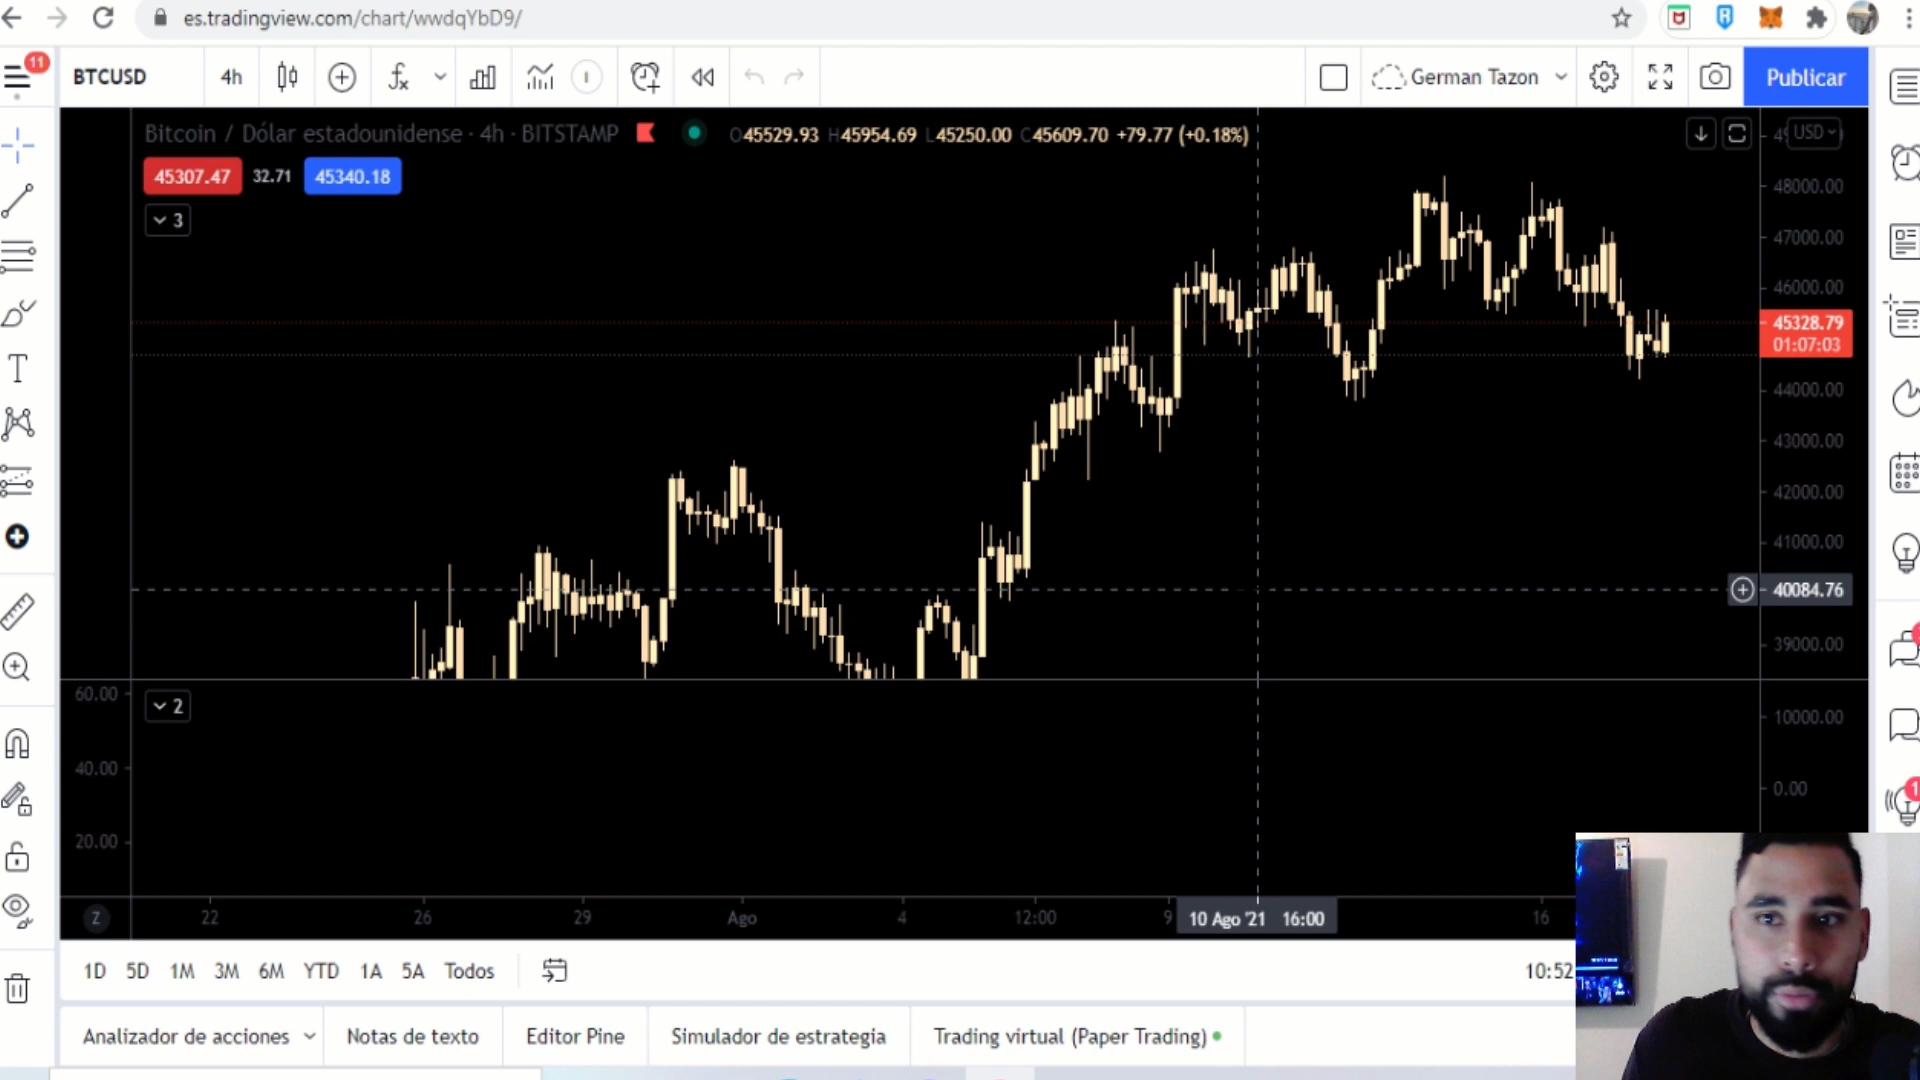 es.tradingview.com/chart/wwdqYbD9/
11
BTCUSD
4h
German Tazon
Publicar
Bitcoin / Dólar estadounidense · 4h · BITSTAMP
O45529.93 H45954.69 L45250.00 C45609.70 +79.77 (+0.18%)
USD
45307.47
32.71
45340.18
3
48000.00
47000.00
46000.00
45328.79
01:07:03
44000.00
43000.00
42000.00
41000.00
40084.76
39000.00
60.00
2
10000.00
40.00
0.00
20.00
Z
22
26
29
Ago
4
12:00
9
10 Ago '21 16:00
16
1D
5D
1M
3M
6M
YTD
1A
5A
Todos
10:52
Analizador de acciones
Notas de texto
Editor Pine
Simulador de estrategia
Trading virtual (Paper Trading)